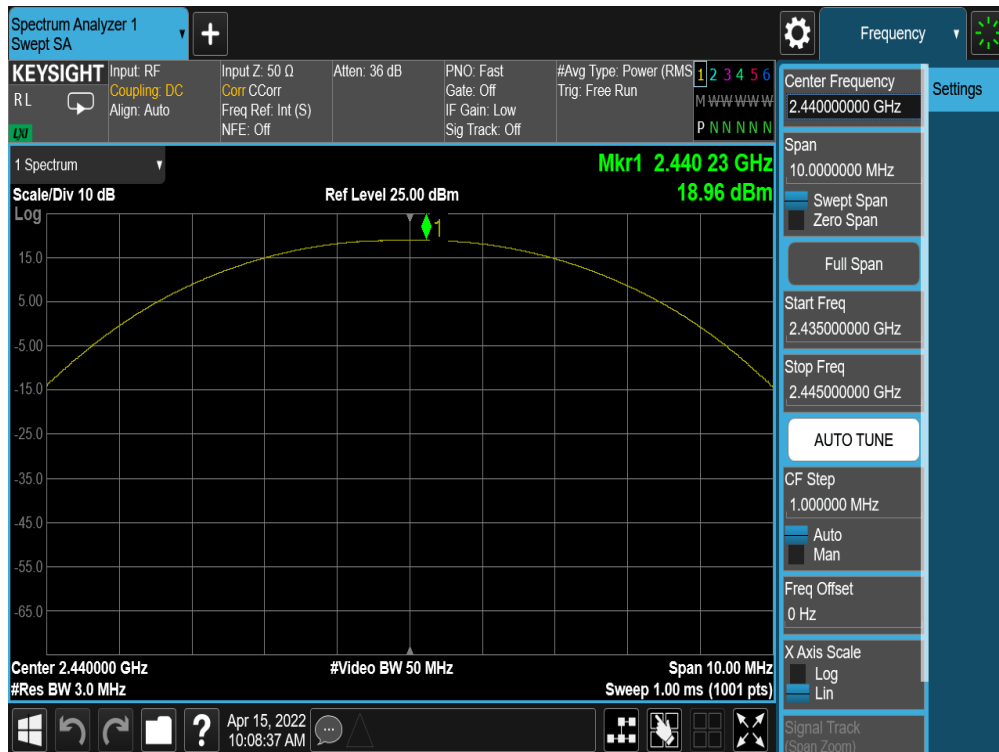 Spectrum Analyzer 1
Swept SA
+
Frequency
KEYSIGHT
R L
LXI
Input: RF
Coupling: DC
Align: Auto
Input Z: 50 Ω
Corr CCorr
Freq Ref: Int (S)
NFE: Off
Atten: 36 dB
PNO: Fast
Gate: Off
IF Gain: Low
Sig Track: Off
#Avg Type: Power (RMS
Trig: Free Run
1 2 3 4 5 6
M W W W W W
P N N N N N
1 Spectrum
Scale/Div 10 dB
Ref Level 25.00 dBm
Mkr1 2.440 23 GHz
18.96 dBm
Log
1
15.0
5.00
-5.00
-15.0
-25.0
-35.0
-45.0
-55.0
-65.0
Center 2.440000 GHz
#Video BW 50 MHz
Span 10.00 MHz
#Res BW 3.0 MHz
Sweep 1.00 ms (1001 pts)
Center Frequency
2.440000000 GHz
Settings
Span
10.0000000 MHz
Swept Span
Zero Span
Full Span
Start Freq
2.435000000 GHz
Stop Freq
2.445000000 GHz
AUTO TUNE
CF Step
1.000000 MHz
Auto
Man
Freq Offset
0 Hz
X Axis Scale
Log
Lin
Signal Track
(Span Zoom)
?
Apr 15, 2022
10:08:37 AM